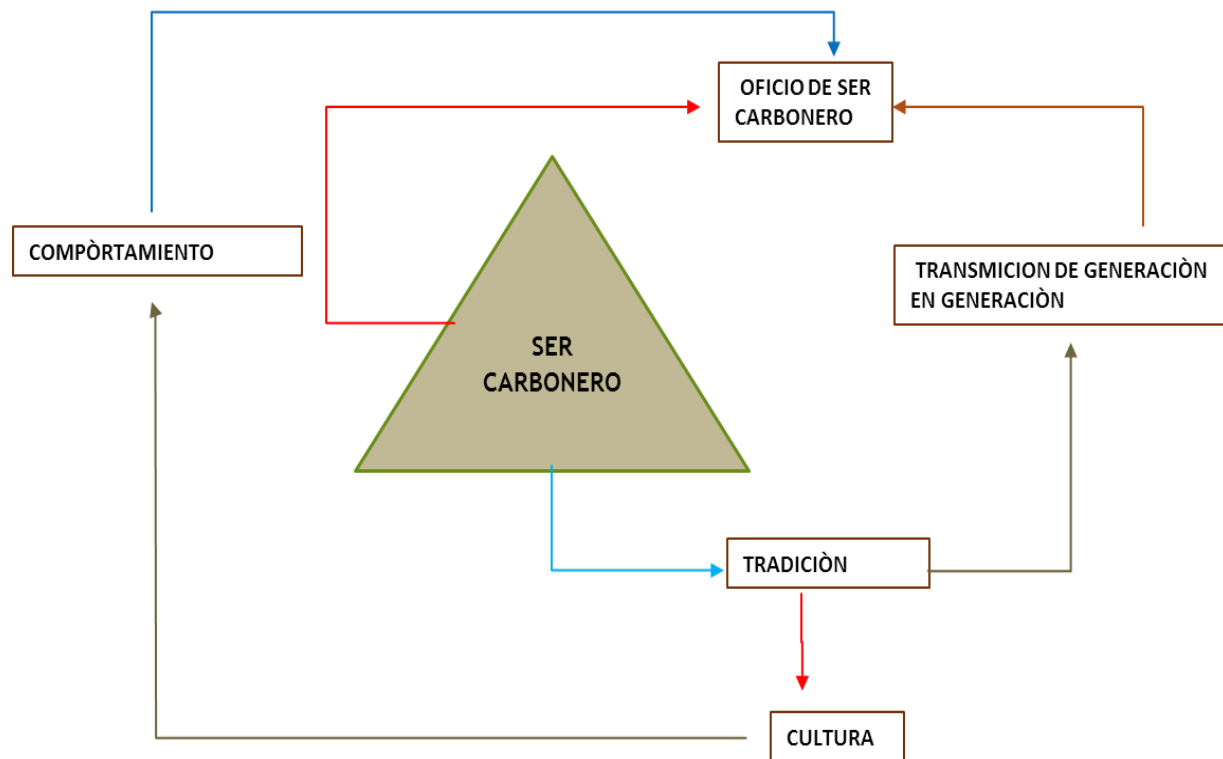 OFICIO DE SER
CARBONERO
COMPÒRTAMIENTO
TRANSMICION DE GENERACIÒN
EN GENERACIÒN
SER
CARBONERO
TRADICIÒN
CULTURA